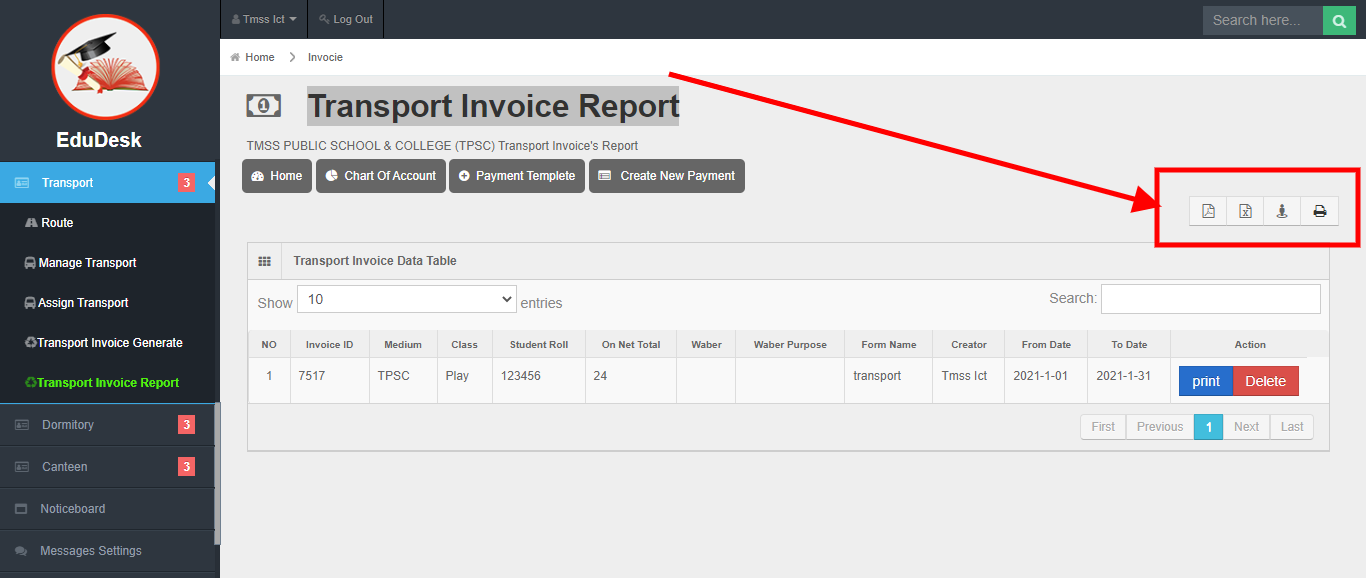 Tmss Ict
Log Out
Search here...
EduDesk
Home
Invocie
Transport Invoice Report
TMSS PUBLIC SCHOOL & COLLEGE (TPSC) Transport Invoice's Report
Home
Chart Of Account
Payment Templete
Create New Payment
Transport 3
Route
Manage Transport
Assign Transport
Transport Invoice Generate
Transport Invoice Report
Dormitory 3
Canteen 3
Noticeboard
Messages Settings
Transport Invoice Data Table
Show 10 entries
Search:
NO Invoice ID Medium Class Student Roll On Net Total Waber Waber Purpose Form Name Creator From Date To Date Action
1 7517 TPSC Play 123456 24 transport Tmss Ict 2021-1-01 2021-1-31 print Delete
First Previous 1 Next Last